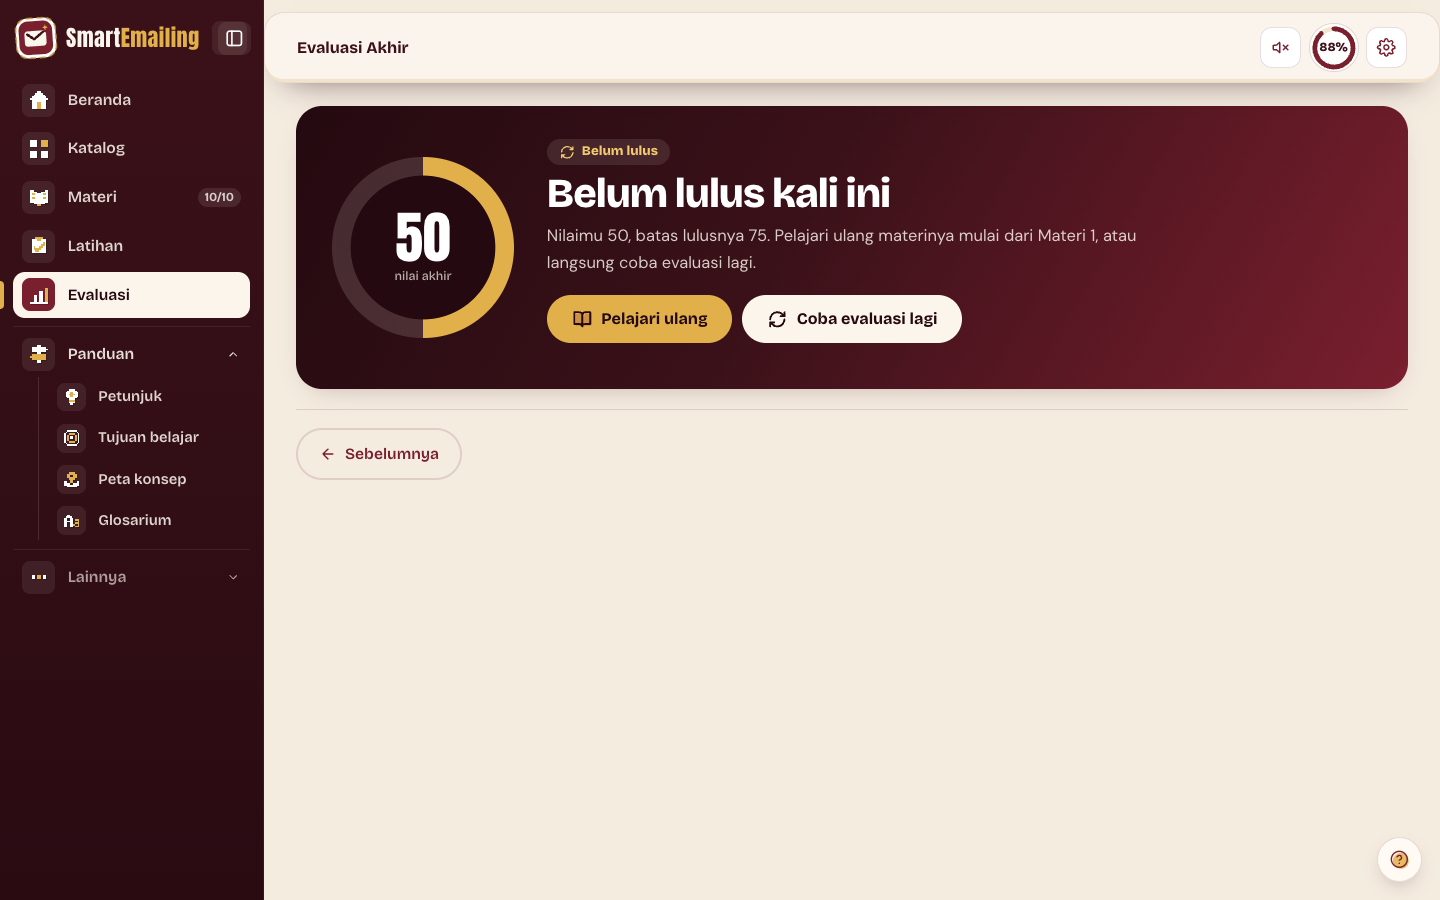 SmartEmailing
Beranda
Katalog
Materi
10/10
Latihan
Evaluasi
Panduan
Petunjuk
Tujuan belajar
Peta konsep
Glosarium
Lainnya
Evaluasi Akhir
88%
50
nilai akhir
Belum lulus
Belum lulus kali ini
Nilaimu 50, batas lulusnya 75. Pelajari ulang materinya mulai dari Materi 1, atau
langsung coba evaluasi lagi.
Pelajari ulang
Coba evaluasi lagi
Sebelumnya
?